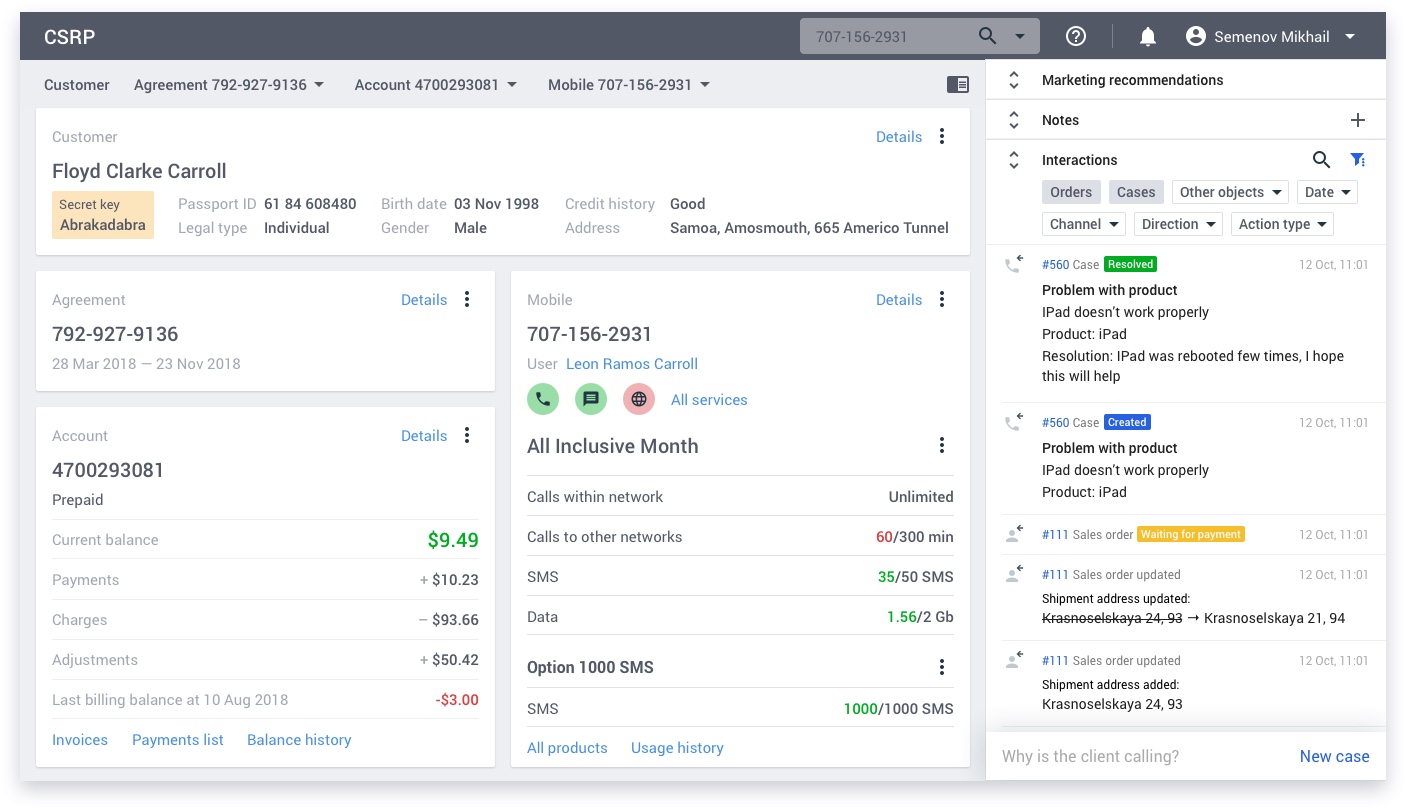 CSRP
707-156-2931
Semenov Mikhail
Customer Agreement 792-927-9136 Account 4700293081 Mobile 707-156-2931
Customer Details
Floyd Clarke Carroll
Secret key
Abrakadabra
Passport ID 61 84 608480 Birth date 03 Nov 1998 Credit history Good
Legal type Individual Gender Male Address Samoa, Amosmouth, 665 Americo Tunnel
Agreement Details
792-927-9136
28 Mar 2018 — 23 Nov 2018
Account Details
4700293081
Prepaid
Current balance $9.49
Payments + $10.23
Charges – $93.66
Adjustments + $50.42
Last billing balance at 10 Aug 2018 -$3.00
Invoices Payments list Balance history
Mobile Details
707-156-2931
User Leon Ramos Carroll
All services
All Inclusive Month
Calls within network Unlimited
Calls to other networks 60/300 min
SMS 35/50 SMS
Data 1.56/2 Gb
Option 1000 SMS
SMS 1000/1000 SMS
All products Usage history
Marketing recommendations
Notes
Interactions
Orders Cases Other objects Date
Channel Direction Action type
#560 Case Resolved 12 Oct, 11:01
Problem with product
IPad doesn’t work properly
Product: iPad
Resolution: IPad was rebooted few times, I hope
this will help
#560 Case Created 12 Oct, 11:01
Problem with product
IPad doesn’t work properly
Product: iPad
#111 Sales order Waiting for payment 12 Oct, 11:01
#111 Sales order updated 12 Oct, 11:01
Shipment address updated:
Krasnoselskaya 24, 93 → Krasnoselskaya 21, 94
#111 Sales order updated 12 Oct, 11:01
Shipment address added:
Krasnoselskaya 24, 93
Why is the client calling? New case